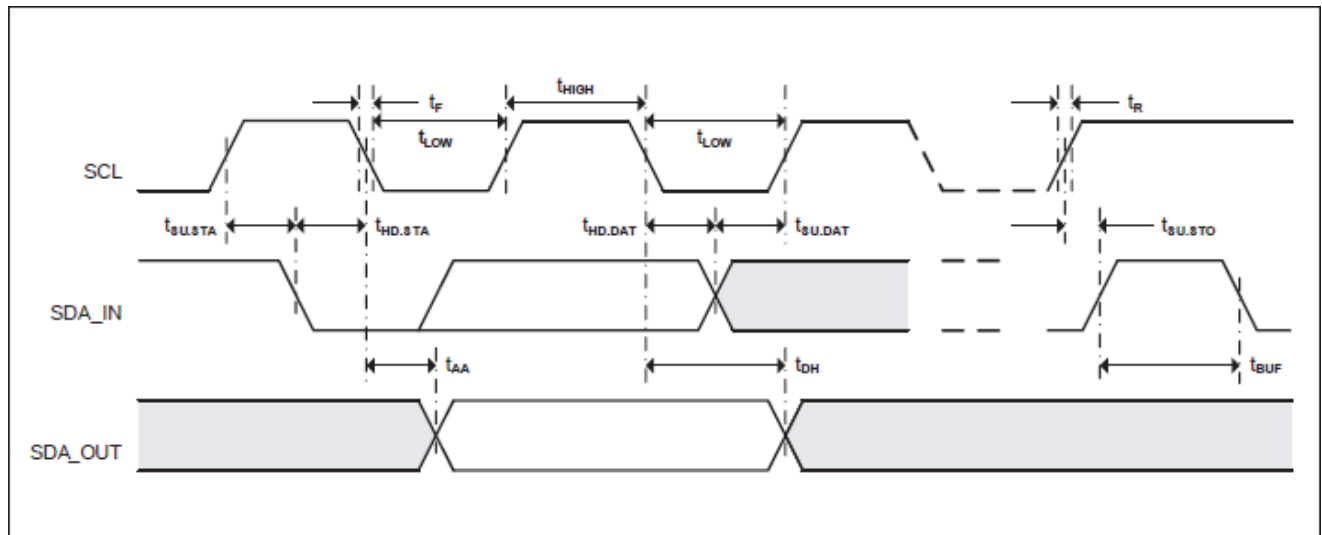 tF
tHIGH
tR
tLOW
tLOW
SCL
tSU.STA
tHD.STA
tHD.DAT
tSU.DAT
tSU.STO
SDA_IN
tAA
tDH
tBUF
SDA_OUT